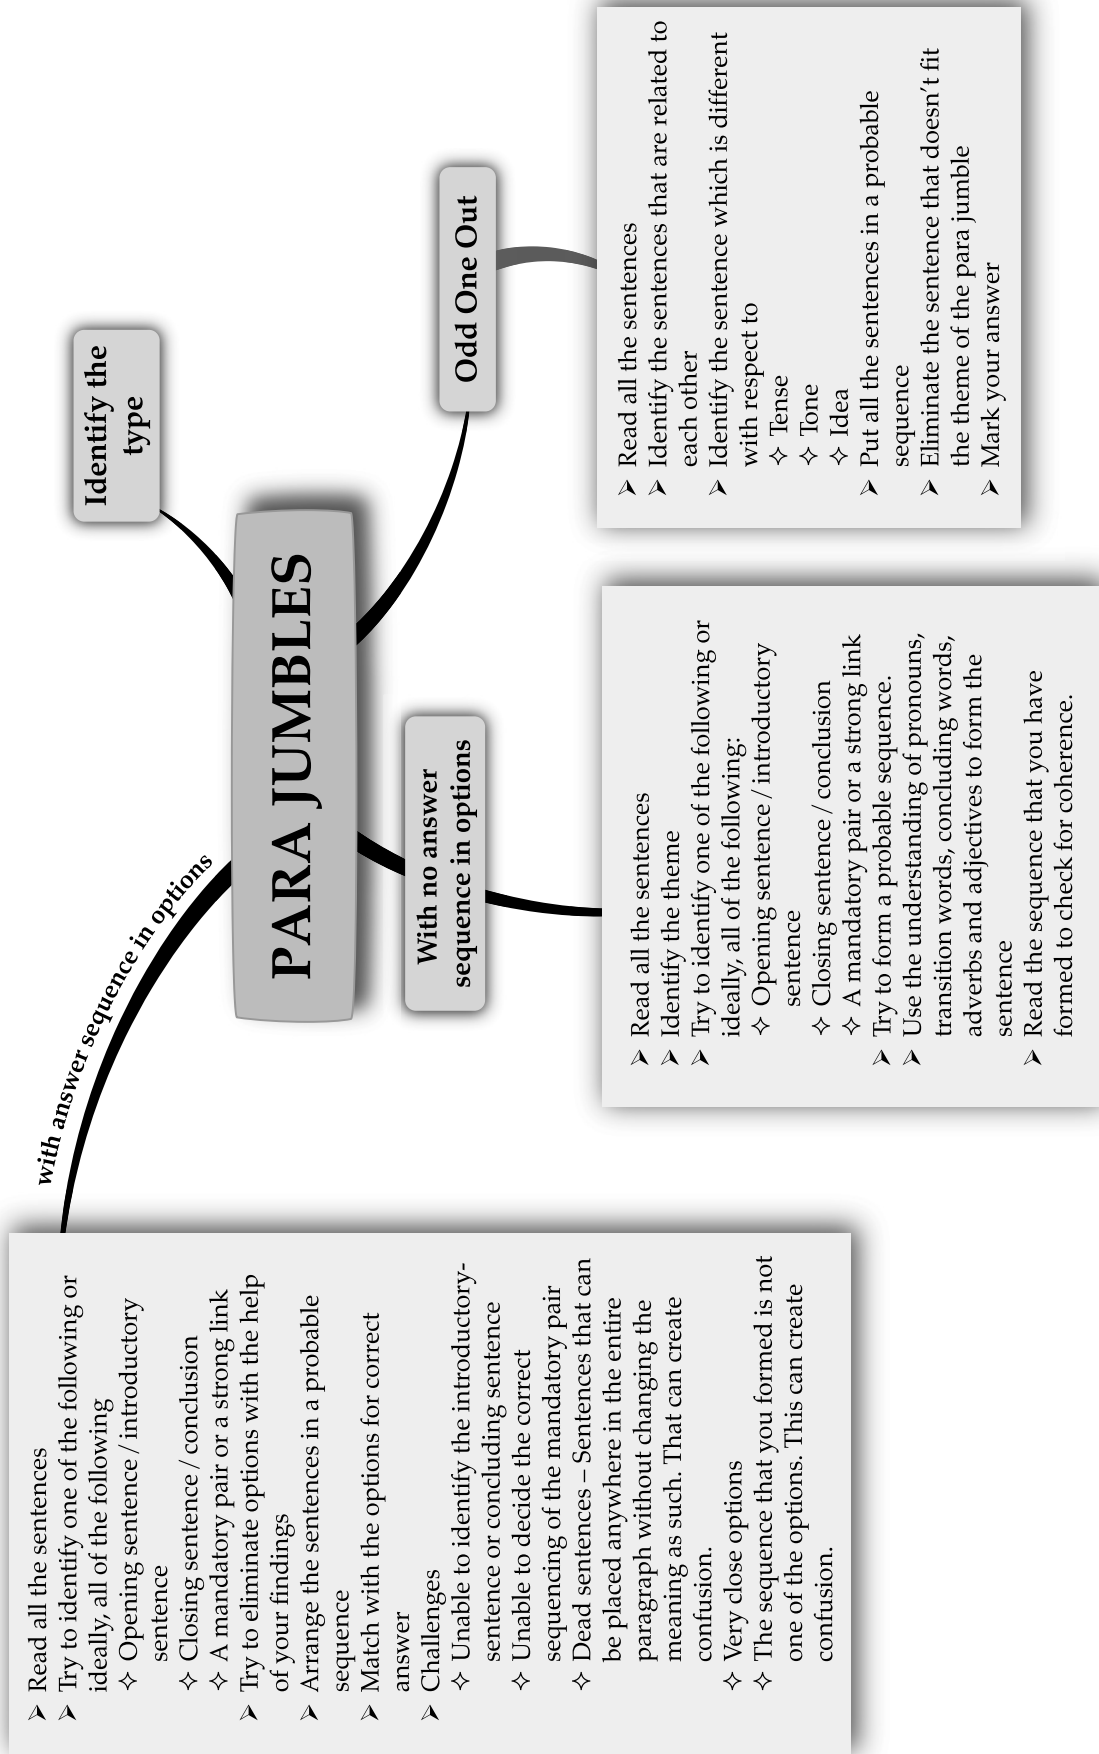 PARA JUMBLES
Identify the
type
with answer sequence in options
➢ Read all the sentences
➢ Try to identify one of the following or
ideally, all of the following
✧ Opening sentence / introductory
sentence
✧ Closing sentence / conclusion
✧ A mandatory pair or a strong link
➢ Try to eliminate options with the help
of your findings
➢ Arrange the sentences in a probable
sequence
➢ Match with the options for correct
answer
➢ Challenges
✧ Unable to identify the introductory-
sentence or concluding sentence
✧ Unable to decide the correct
sequencing of the mandatory pair
✧ Dead sentences – Sentences that can
be placed anywhere in the entire
paragraph without changing the
meaning as such. That can create
confusion.
✧ Very close options
✧ The sequence that you formed is not
one of the options. This can create
confusion.
With no answer
sequence in options
➢ Read all the sentences
➢ Identify the theme
➢ Try to identify one of the following or
ideally, all of the following:
✧ Opening sentence / introductory
sentence
✧ Closing sentence / conclusion
✧ A mandatory pair or a strong link
➢ Try to form a probable sequence.
➢ Use the understanding of pronouns,
transition words, concluding words,
adverbs and adjectives to form the
sentence
➢ Read the sequence that you have
formed to check for coherence.
Odd One Out
➢ Read all the sentences
➢ Identify the sentences that are related to
each other
➢ Identify the sentence which is different
with respect to
✧ Tense
✧ Tone
✧ Idea
➢ Put all the sentences in a probable
sequence
➢ Eliminate the sentence that doesn't fit
the theme of the para jumble
➢ Mark your answer